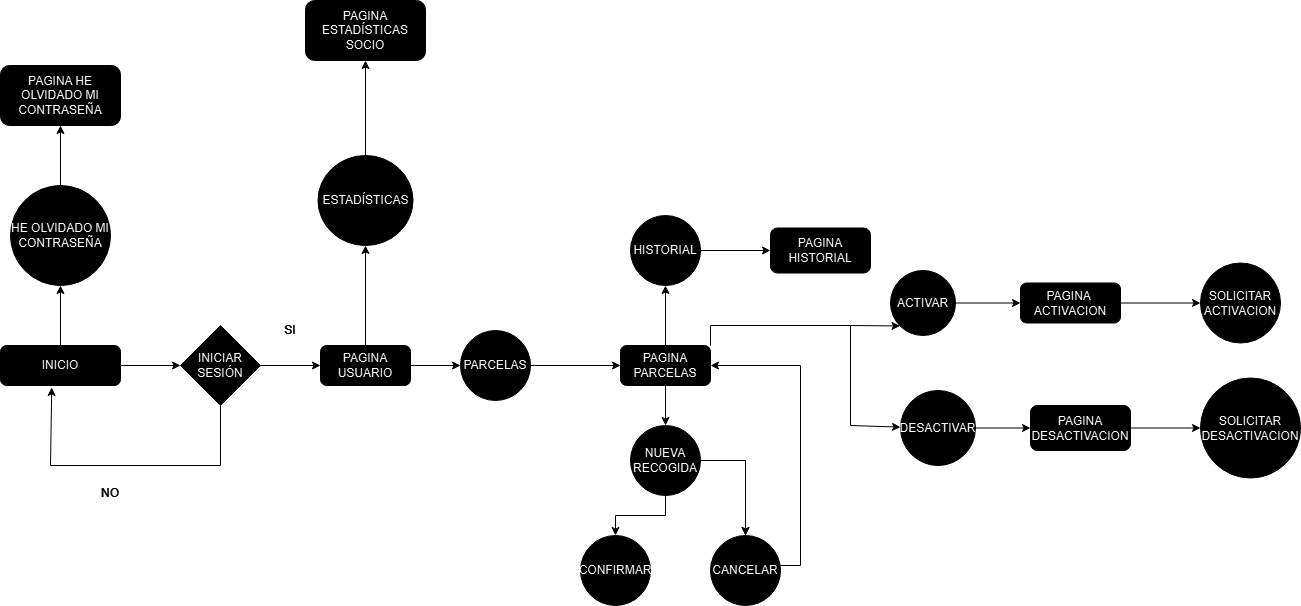 PAGINA
ESTADÍSTICAS
SOCIO
PAGINA HE
OLVIDADO MI
CONTRASEÑA
ESTADÍSTICAS
HE OLVIDADO MI
CONTRASEÑA
HISTORIAL
PAGINA
HISTORIAL
ACTIVAR
PAGINA
ACTIVACION
SOLICITAR
ACTIVACION
SI
INICIO
INICIAR
SESIÓN
PAGINA
USUARIO
PARCELAS
PAGINA
PARCELAS
DESACTIVAR
PAGINA
DESACTIVACION
SOLICITAR
DESACTIVACION
NUEVA
RECOGIDA
NO
CONFIRMAR
CANCELAR